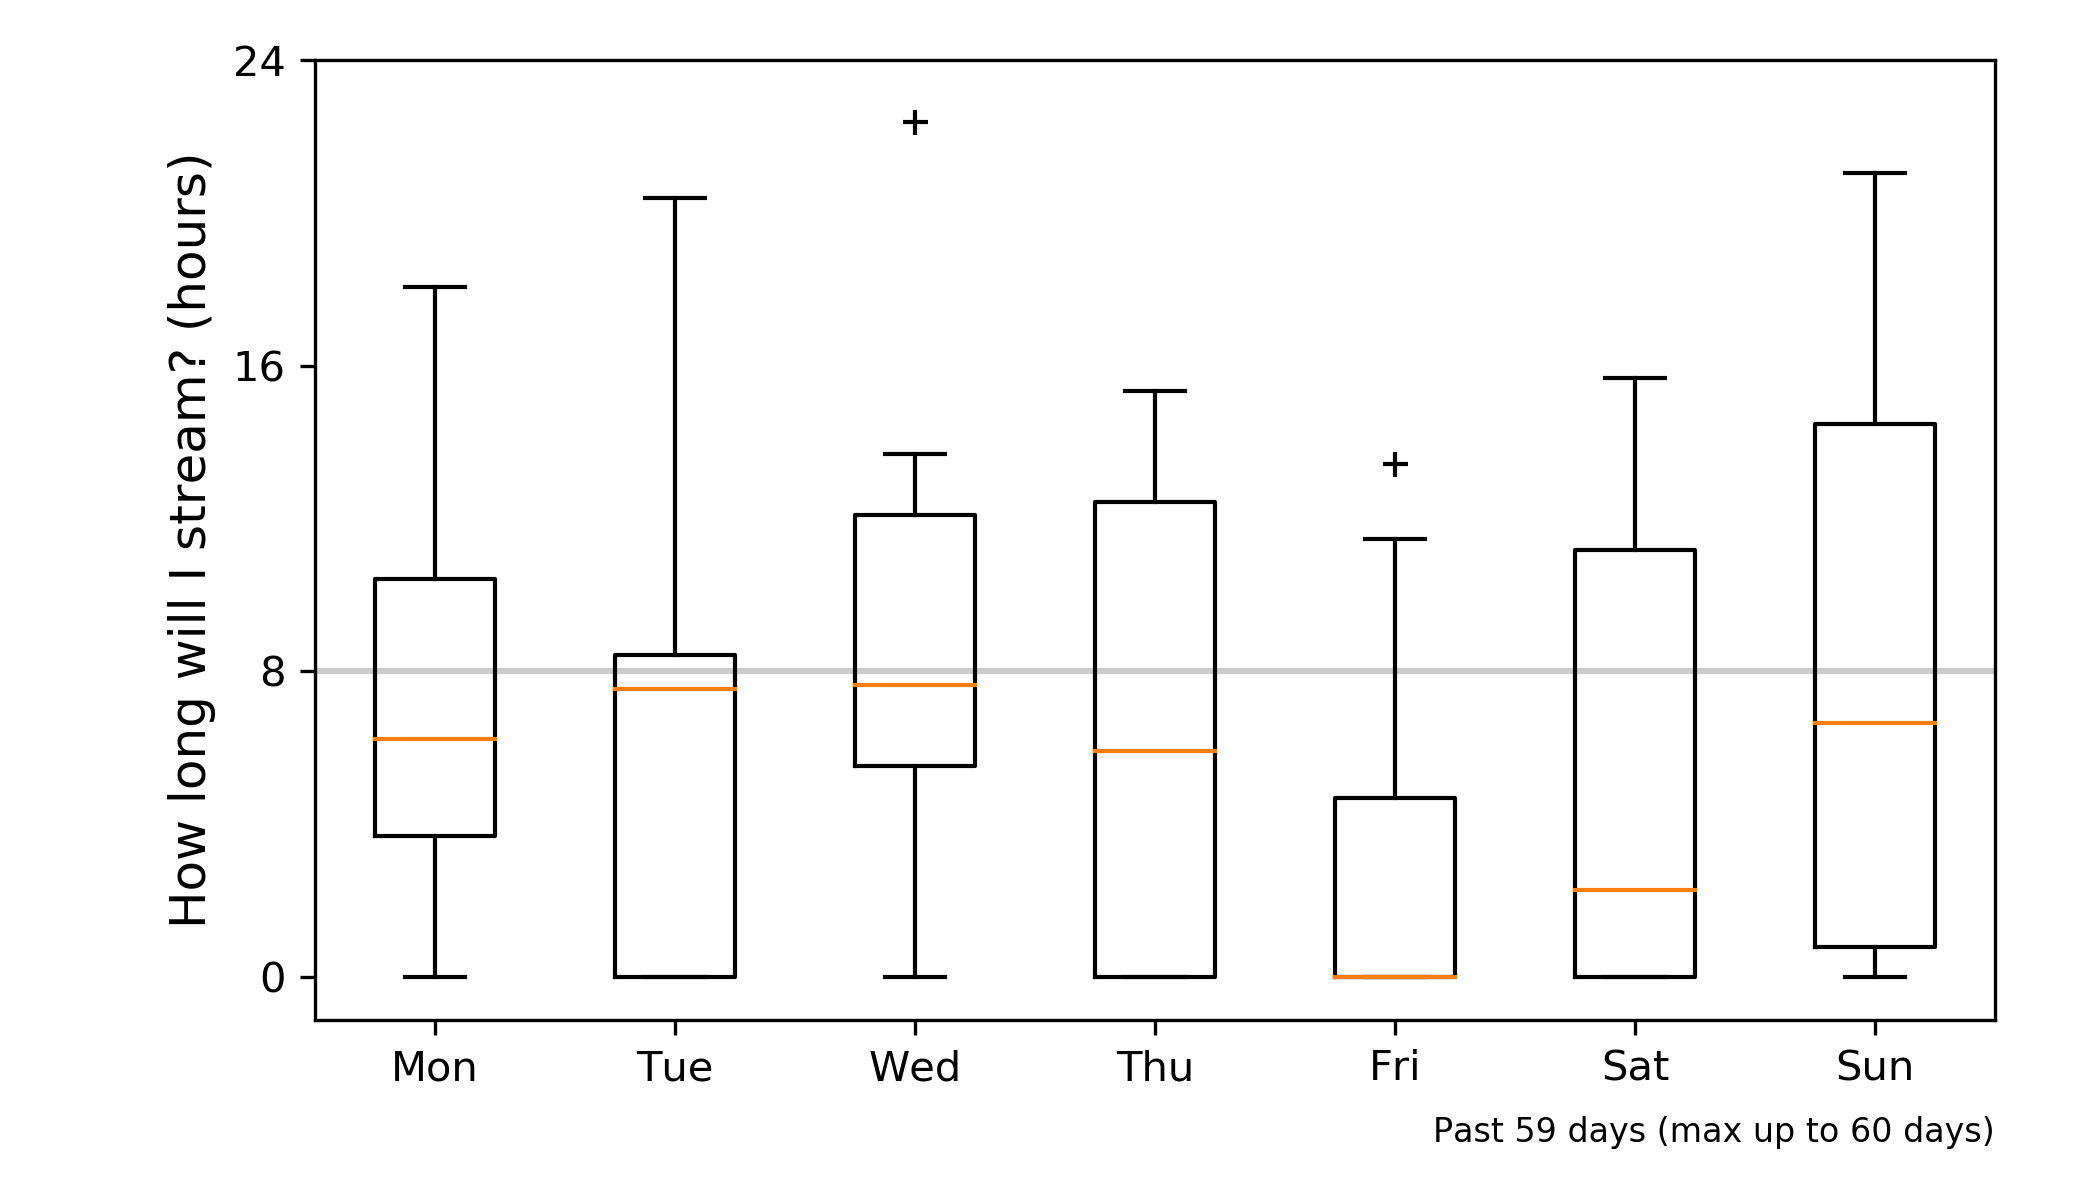 How long will I stream? (hours)
24
16
8
0
Mon Tue Wed Thu Fri Sat Sun
Past 59 days (max up to 60 days)